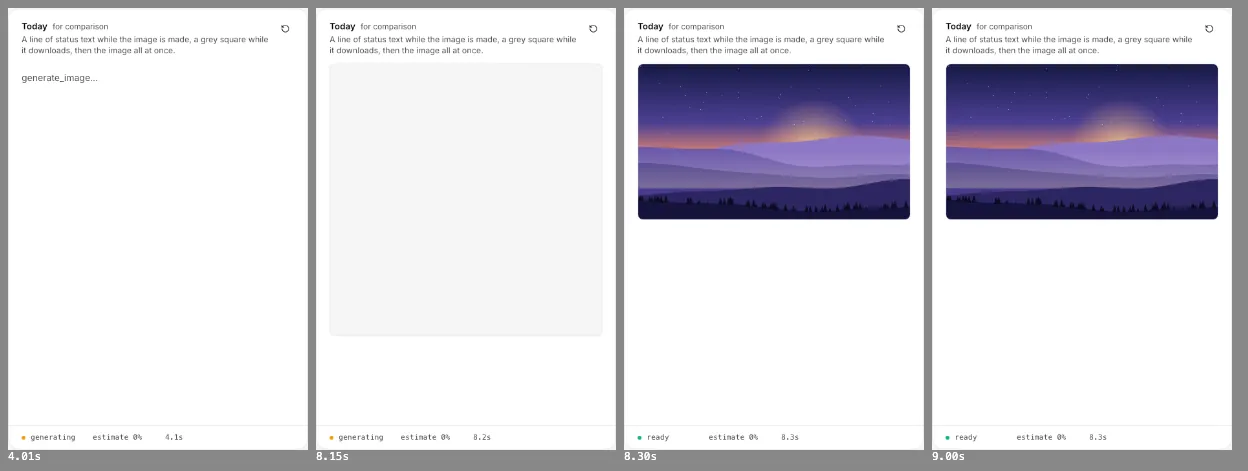 Today for comparison
A line of status text while the image is made, a grey square while
it downloads, then the image all at once.
generate_image...
generating estimate 0% 4.1s
4.01s
Today for comparison
A line of status text while the image is made, a grey square while
it downloads, then the image all at once.
generating estimate 0% 8.2s
8.15s
Today for comparison
A line of status text while the image is made, a grey square while
it downloads, then the image all at once.
ready estimate 0% 8.3s
8.30s
Today for comparison
A line of status text while the image is made, a grey square while
it downloads, then the image all at once.
ready estimate 0% 8.3s
9.00s